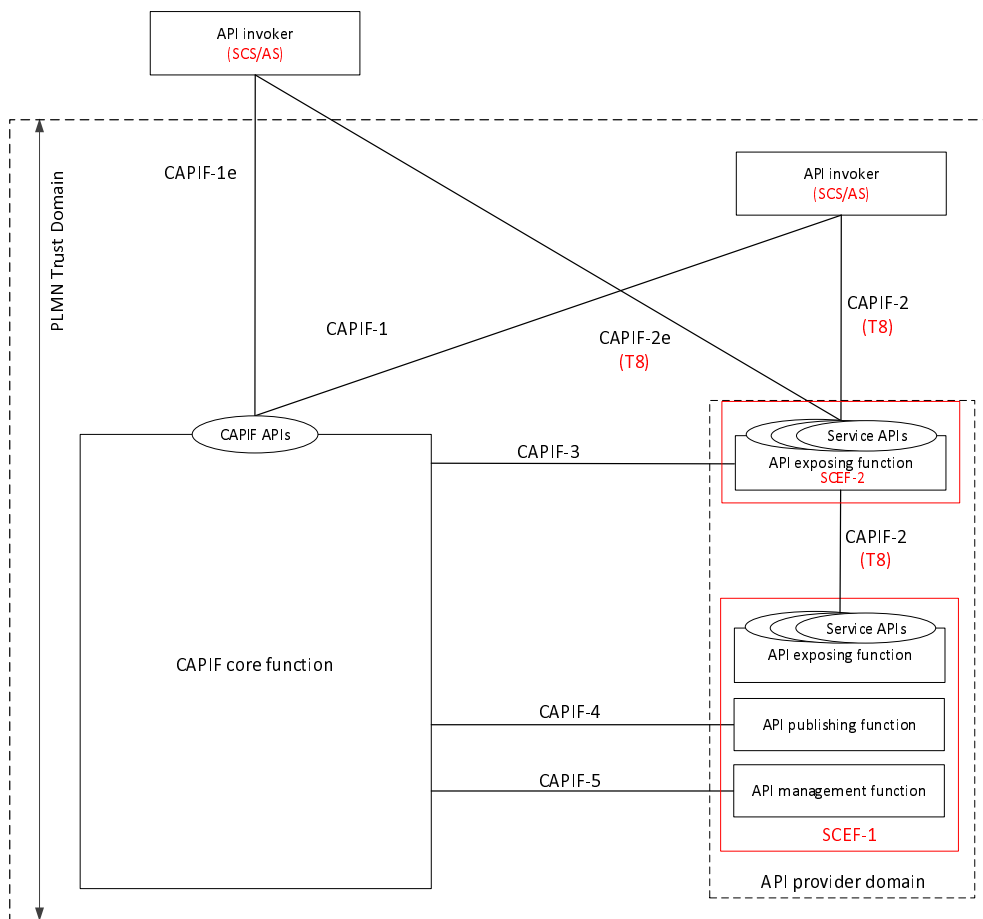 API invoker
(SCS/AS)
CAPIF-1e
API invoker
(SCS/AS)
PLMN Trust Domain
CAPIF-2
(T8)
CAPIF-1
CAPIF-2e
(T8)
CAPIF APIs
Service APIs
API exposing function
SCEF-2
CAPIF-3
CAPIF-2
(T8)
Service APIs
API exposing function
CAPIF core function
CAPIF-4
API publishing function
CAPIF-5
API management function
SCEF-1
API provider domain